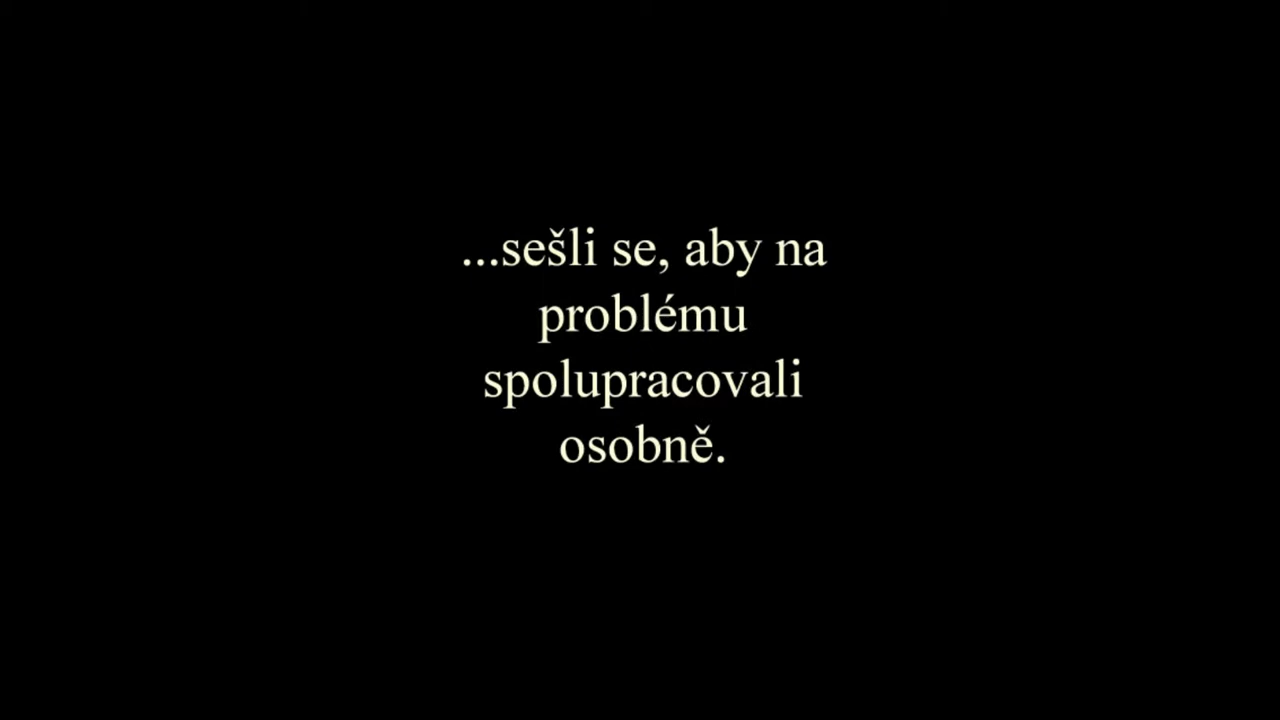 ...sešli se, aby na
problému
spolupracovali
osobně.